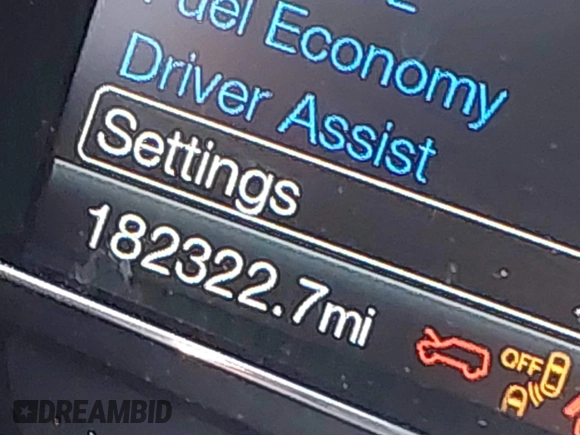 Fuel Economy
Driver Assist
Settings
182322.7mi
OFF
DREAMBID